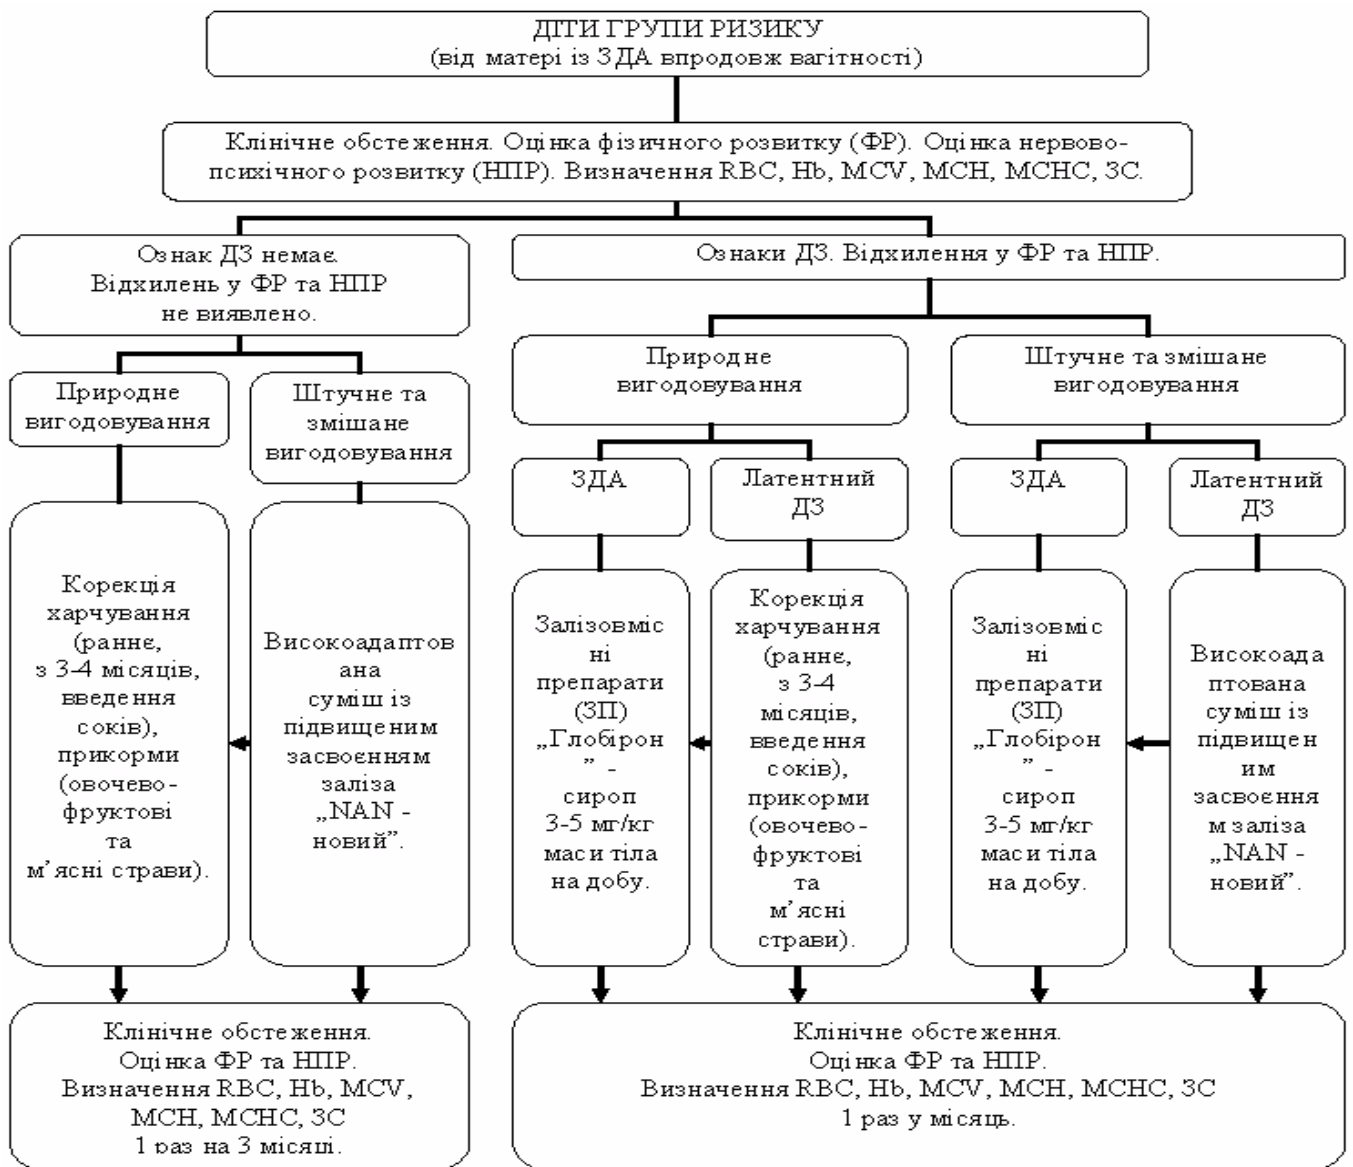 ДІТИ ГРУПИ РИЗИКУ
(від матері із ЗДА впродовж вагітності)
Клінічне обстеження. Оцінка фізичного розвитку (ФР). Оцінка нервово-
психічного розвитку (НПР). Визначення RBC, Hb, MCV, MCH, MCHC, ЗС.
Ознак ДЗ немає.
Відхилень у ФР та НПР
не виявлено.
Ознаки ДЗ. Відхилення у ФР та НПР.
Природне
вигодовування
Штучне та
змішане
вигодовування
Природне
вигодовування
Штучне та змішане
вигодовування
ЗДА
Латентний
ДЗ
ЗДА
Латентний
ДЗ
Корекція
харчування
(раннє,
з 3-4 місяців,
введення
соків),
прикорми
(овочево-
фруктові
та
м’ясні страви).
Високоадаптов
ана
суміш із
підвищеним
засвоєнням
заліза
„NAN -
новий”.
Залізовміс
ні
препарати
(ЗП)
„Глобірон
” -
сироп
3-5 мг/кг
маси тіла
на добу.
Корекція
харчування
(раннє,
з 3-4
місяців,
введення
соків),
прикорми
(овочево-
фруктові
та
м’ясні
страви).
Залізовміс
ні
препарати
(ЗП)
„Глобірон
” -
сироп
3-5 мг/кг
маси тіла
на добу.
Високоада
птована
суміш із
підвищен
им
засвоєння
м заліза
„NAN -
новий”.
Клінічне обстеження.
Оцінка ФР та НПР.
Визначення RBC, Hb, MCV,
MCH, MCHC, ЗС
1 раз на 3 місяці.
Клінічне обстеження.
Оцінка ФР та НПР.
Визначення RBC, Hb, MCV, MCH, MCHC, ЗС
1 раз у місяць.